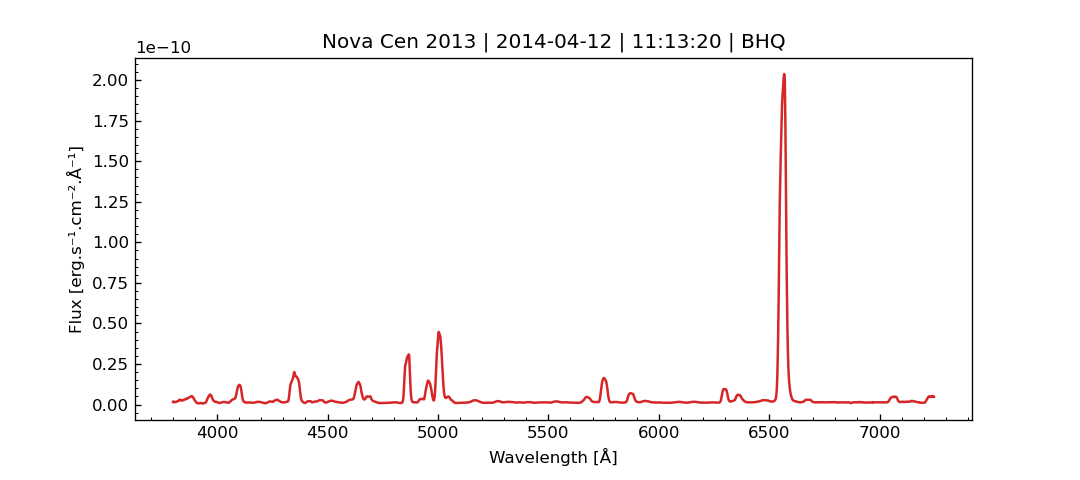 Nova Cen 2013 | 2014-04-12 | 11:13:20 | BHQ
1e−10
2.00
1.75
1.50
1.25
1.00
0.75
0.50
0.25
0.00
Flux [erg.s⁻¹.cm⁻².Å⁻¹]
4000 4500 5000 5500 6000 6500 7000
Wavelength [Å]